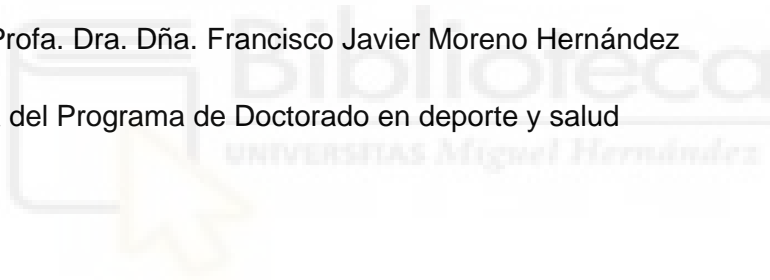 Profa. Dra. Dña. Francisco Javier Moreno Hernández
Biblioteca
del Programa de Doctorado en deporte y salud
UNIVERSITAS Miguel Hernández